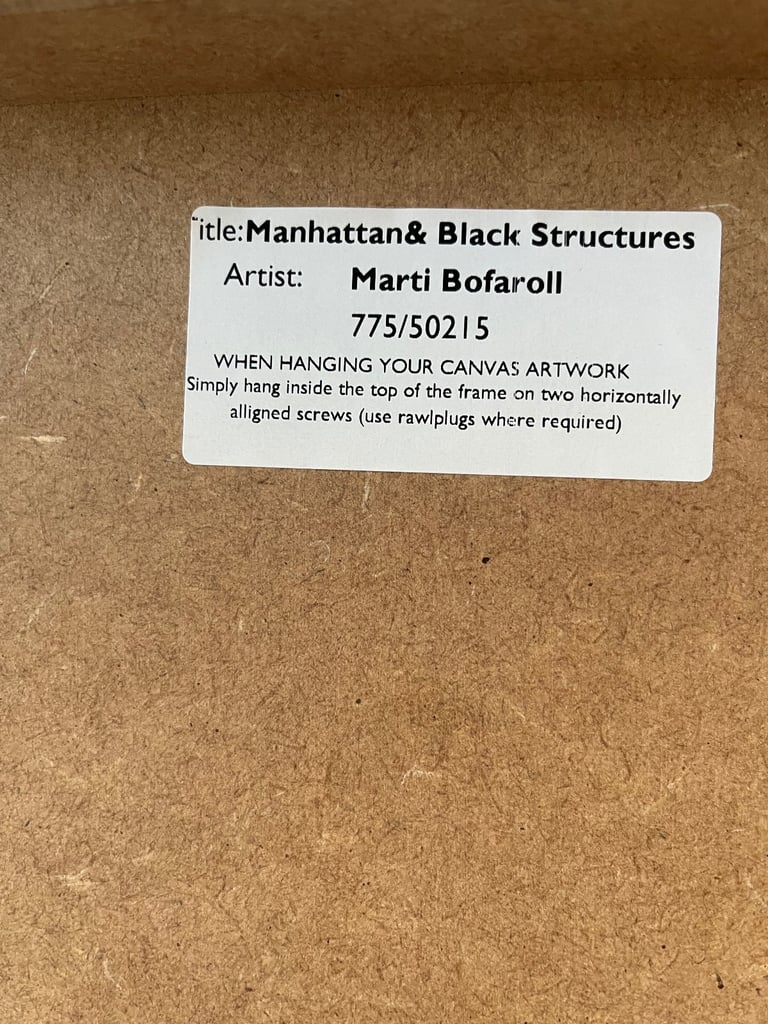 itle:Manhattan& Black Structures
Artist: Marti Bofaroll
775/50215
WHEN HANGING YOUR CANVAS ARTWORK
Simply hang inside the top of the frame on two horizontally
alligned screws (use rawlplugs where required)